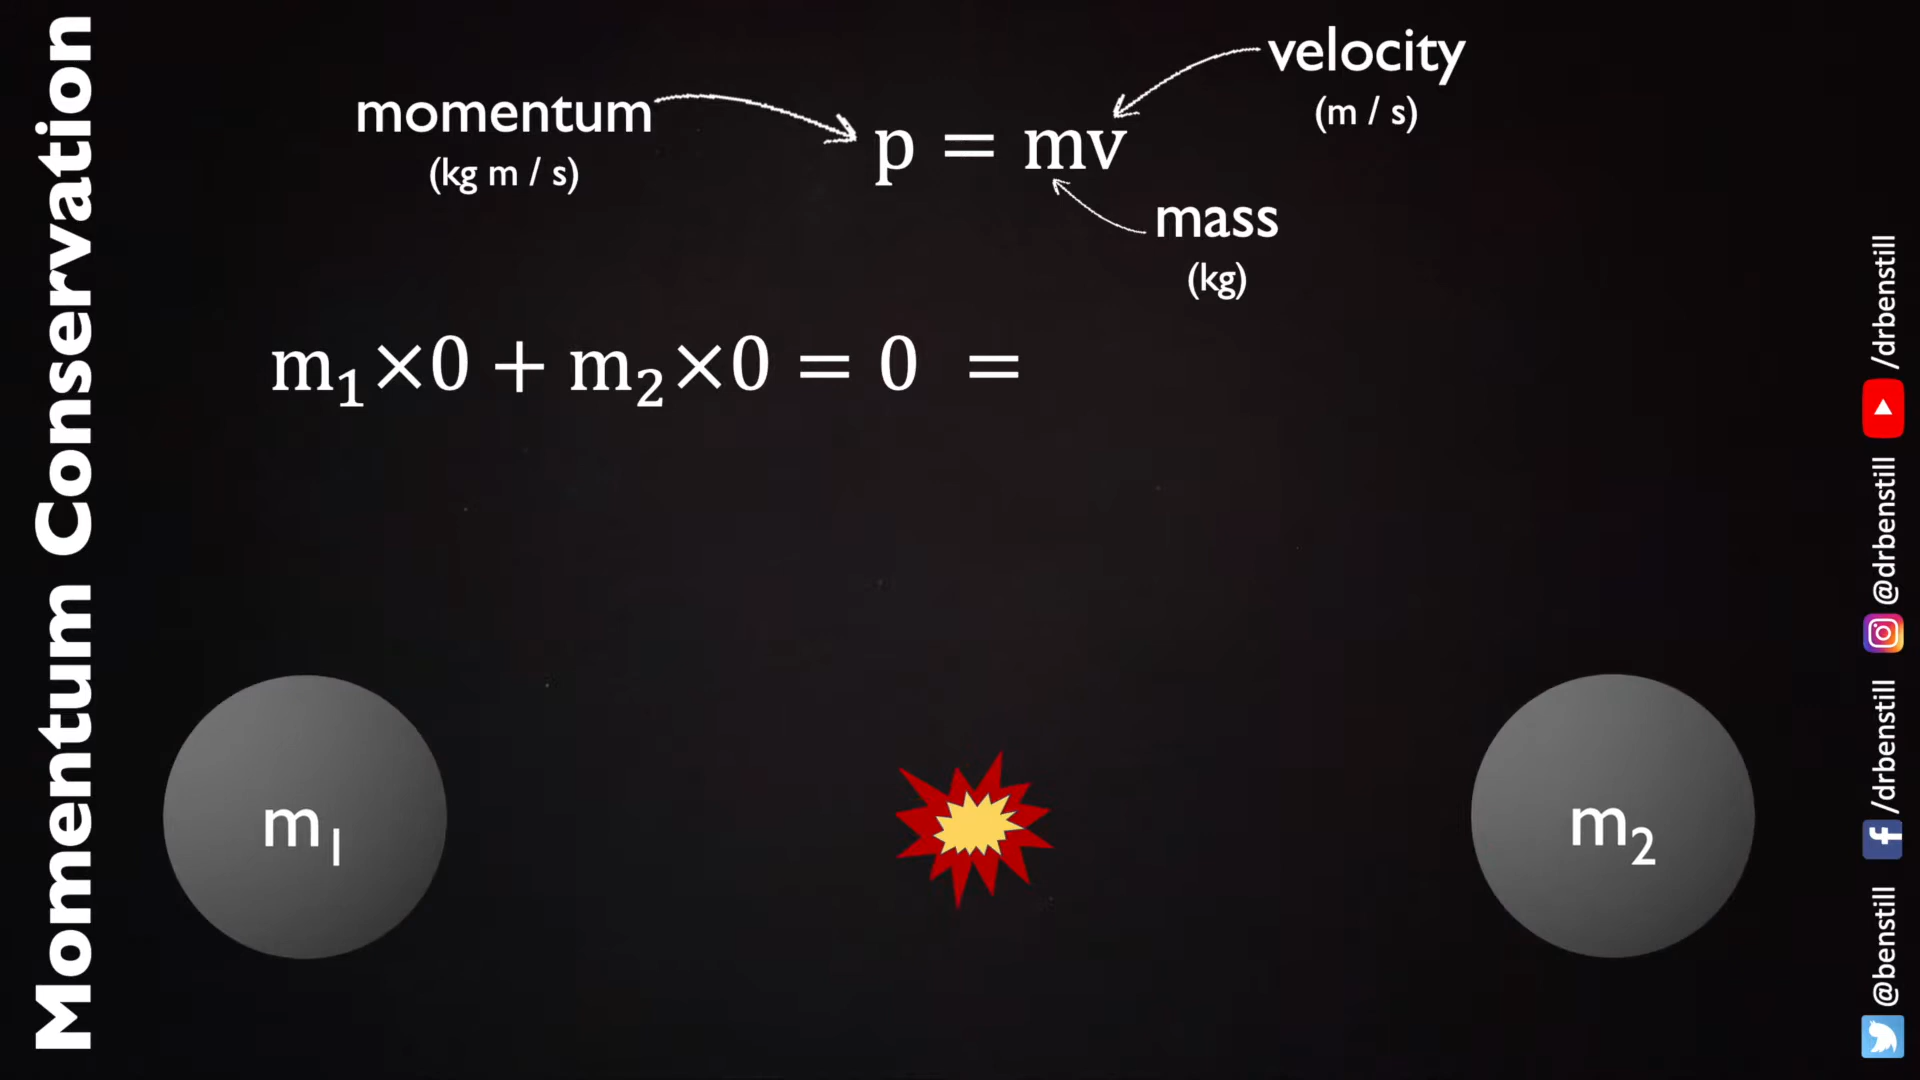 Momentum Conservation
momentum
(kg m / s)
p = mv
velocity
(m / s)
mass
(kg)
m₁×0 + m₂×0 = 0 =
m₁
m₂
/drbenstill
@drbenstill
/drbenstill
@benstill